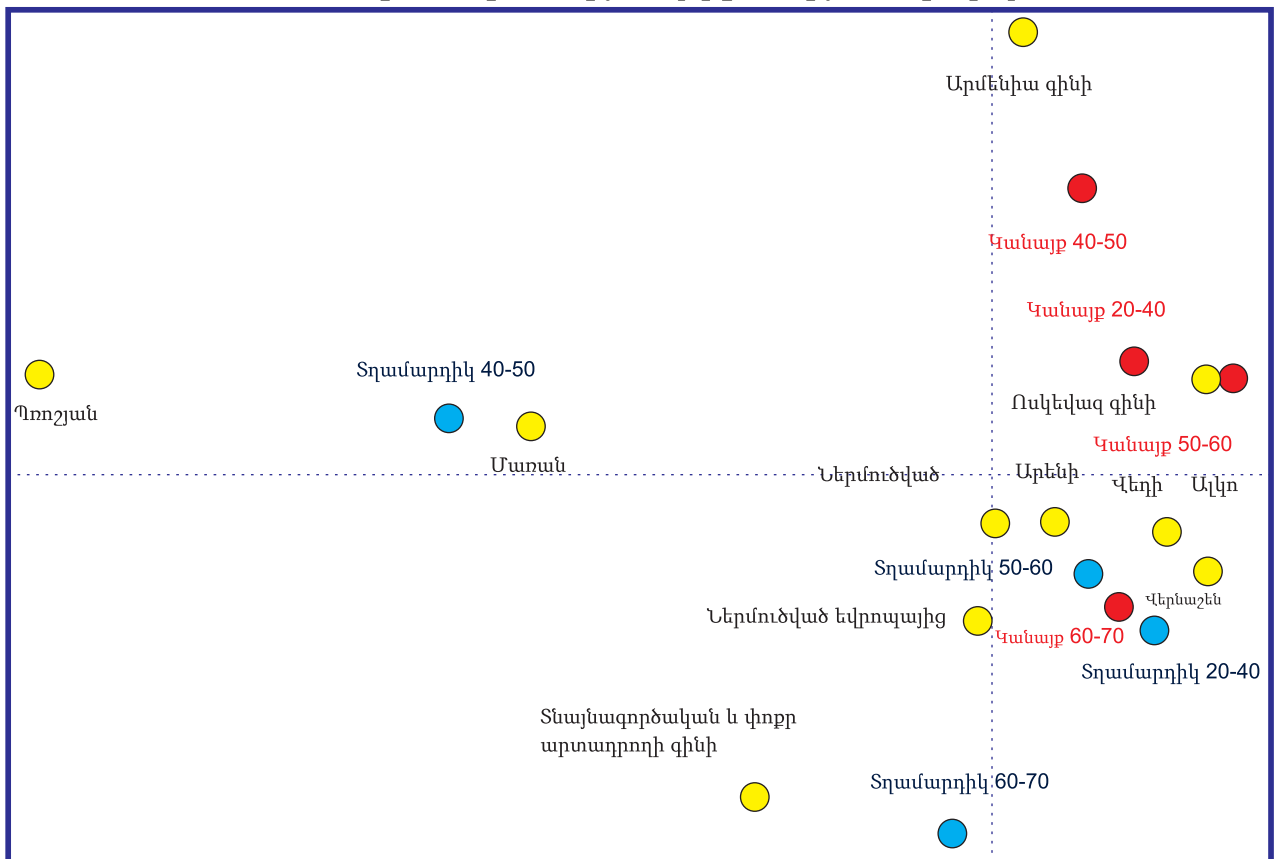 Արմենիա գինի
Կանայք 40-50
Կանայք 20-40
Տղամարդիկ 40-50
Ոսկեվազ գինի
Պռոշյան
Կանայք 50-60
Մառան
Ներմուծված
Արենի
Վեդի
Ալկո
Տղամարդիկ 50-60
Վերնաշեն
Ներմուծված եվրոպայից
Կանայք 60-70
Տղամարդիկ 20-40
Տնայնագործական և փոքր
արտադրողի գինի
Տղամարդիկ 60-70